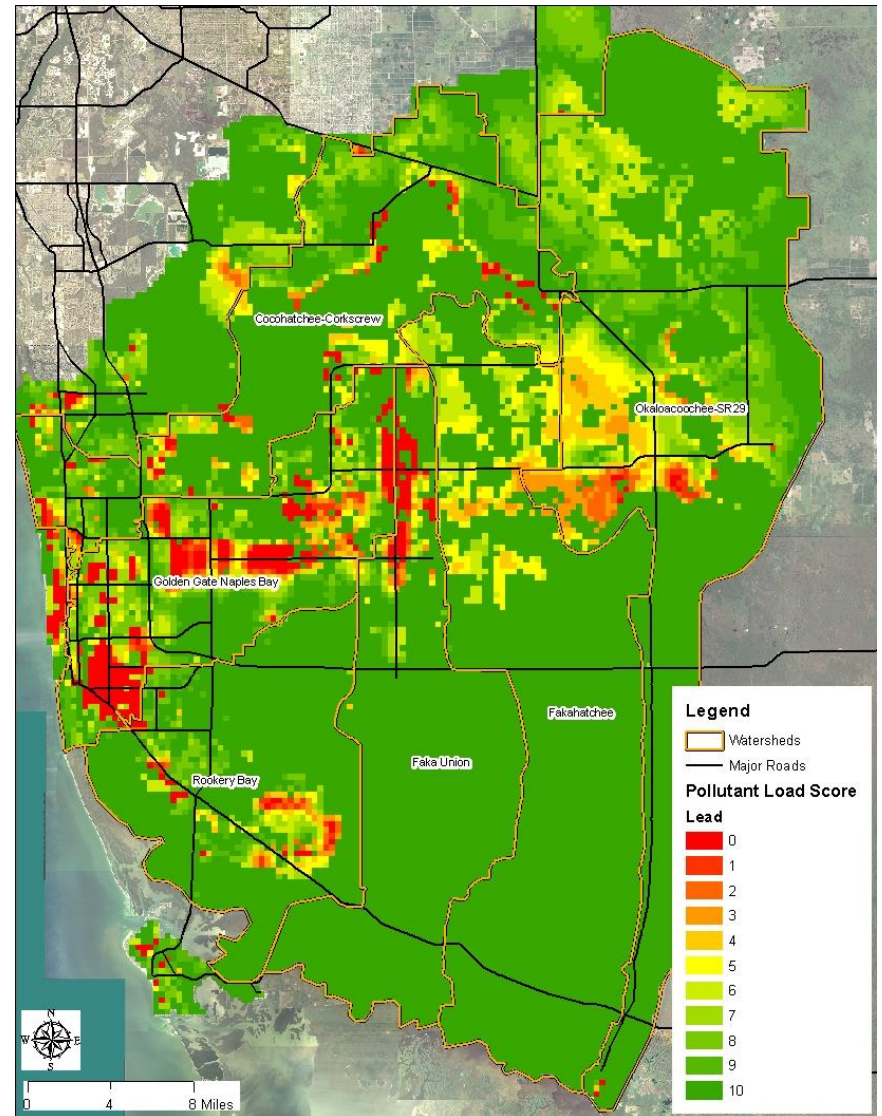 Cocohatchee-Corkscrew
Okaloacoochee-SR29
Golden Gate Naples Bay
Fakahatchee
Faka Union
Rookery Bay
Legend
Watersheds
Major Roads
Pollutant Load Score
Lead
0
1
2
3
4
5
6
7
8
9
10
N
W E
S
0 4 8 Miles